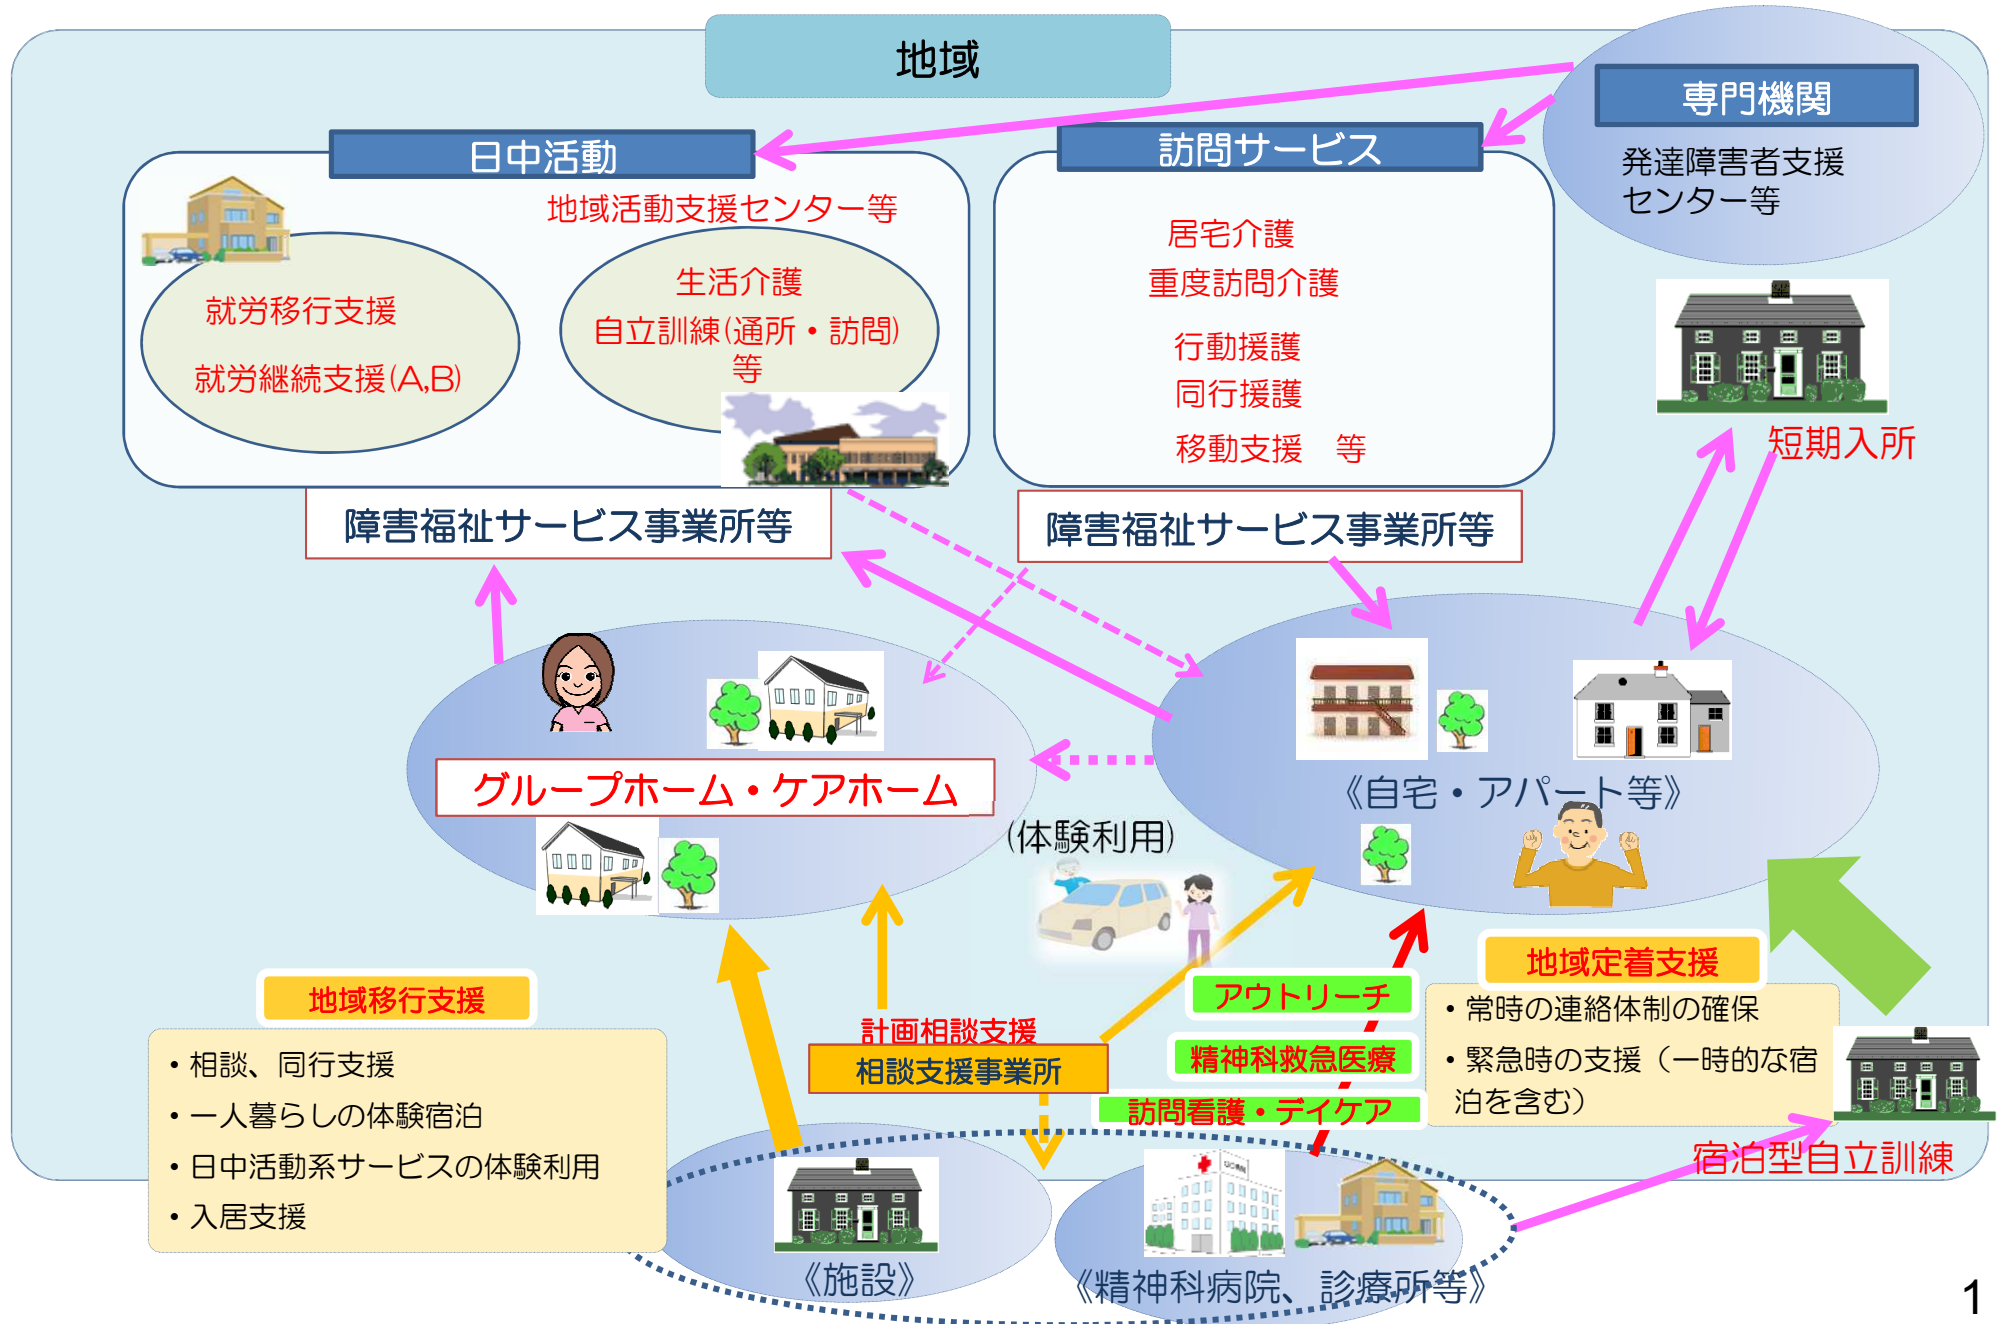 地域
専門機関
発達障害者支援
センター等
日中活動
地域活動支援センター等
就労移行支援
就労継続支援(A,B)
生活介護
自立訓練(通所・訪問)
等
障害福祉サービス事業所等
訪問サービス
居宅介護
重度訪問介護
行動援護
同行援護
移動支援　等
障害福祉サービス事業所等
短期入所
グループホーム・ケアホーム
《自宅・アパート等》
(体験利用)
地域移行支援
・相談、同行支援
・一人暮らしの体験宿泊
・日中活動系サービスの体験利用
・入居支援
計画相談支援
相談支援事業所
アウトリーチ
精神科救急医療
訪問看護・デイケア
地域定着支援
・常時の連絡体制の確保
・緊急時の支援（一時的な宿
泊を含む）
宿泊型自立訓練
《施設》
《精神科病院、診療所等》
1